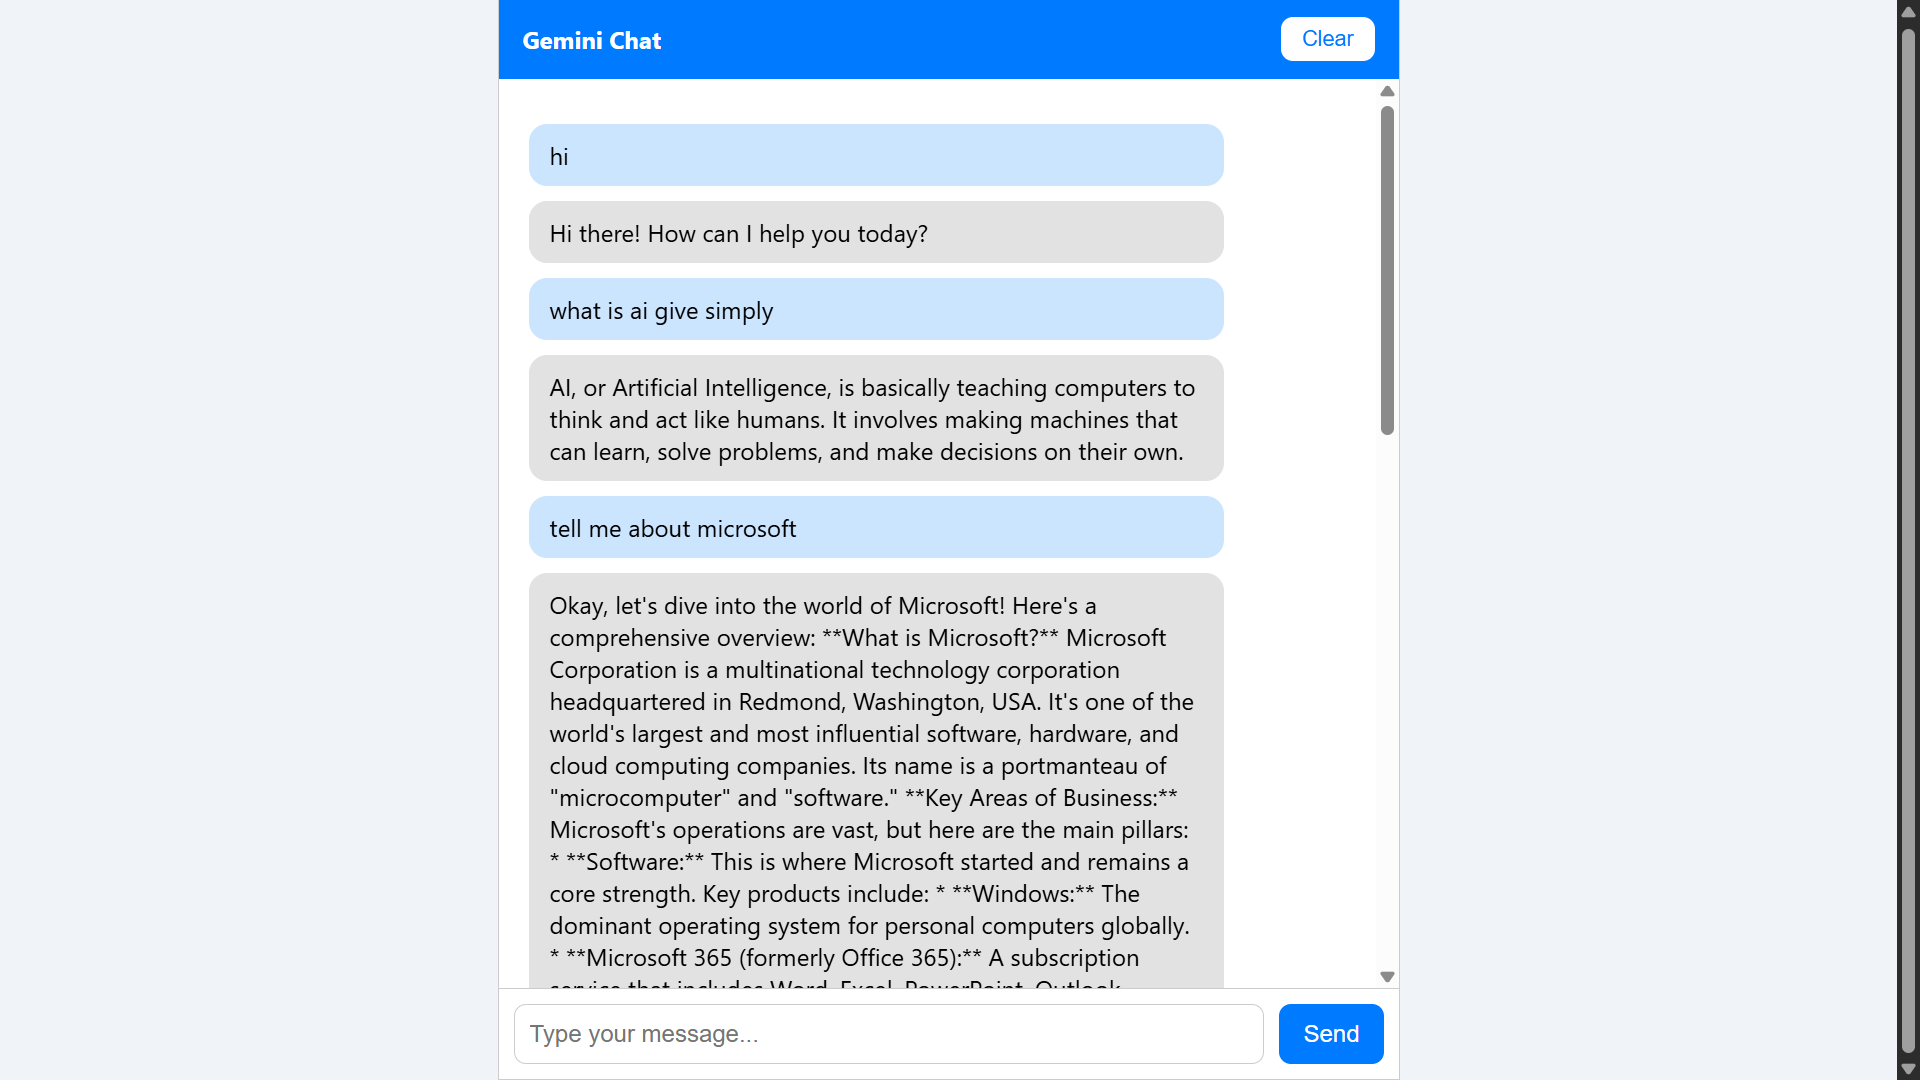 Gemini Chat
Clear
hi
Hi there! How can I help you today?
what is ai give simply
AI, or Artificial Intelligence, is basically teaching computers to
think and act like humans. It involves making machines that
can learn, solve problems, and make decisions on their own.
tell me about microsoft
Okay, let's dive into the world of Microsoft! Here's a
comprehensive overview: **What is Microsoft?** Microsoft
Corporation is a multinational technology corporation
headquartered in Redmond, Washington, USA. It's one of the
world's largest and most influential software, hardware, and
cloud computing companies. Its name is a portmanteau of
"microcomputer" and "software." **Key Areas of Business:**
Microsoft's operations are vast, but here are the main pillars:
* **Software:** This is where Microsoft started and remains a
core strength. Key products include: * **Windows:** The
dominant operating system for personal computers globally.
* **Microsoft 365 (formerly Office 365):** A subscription
service that includes Word, Excel, PowerPoint, Outlook,
Type your message...
Send